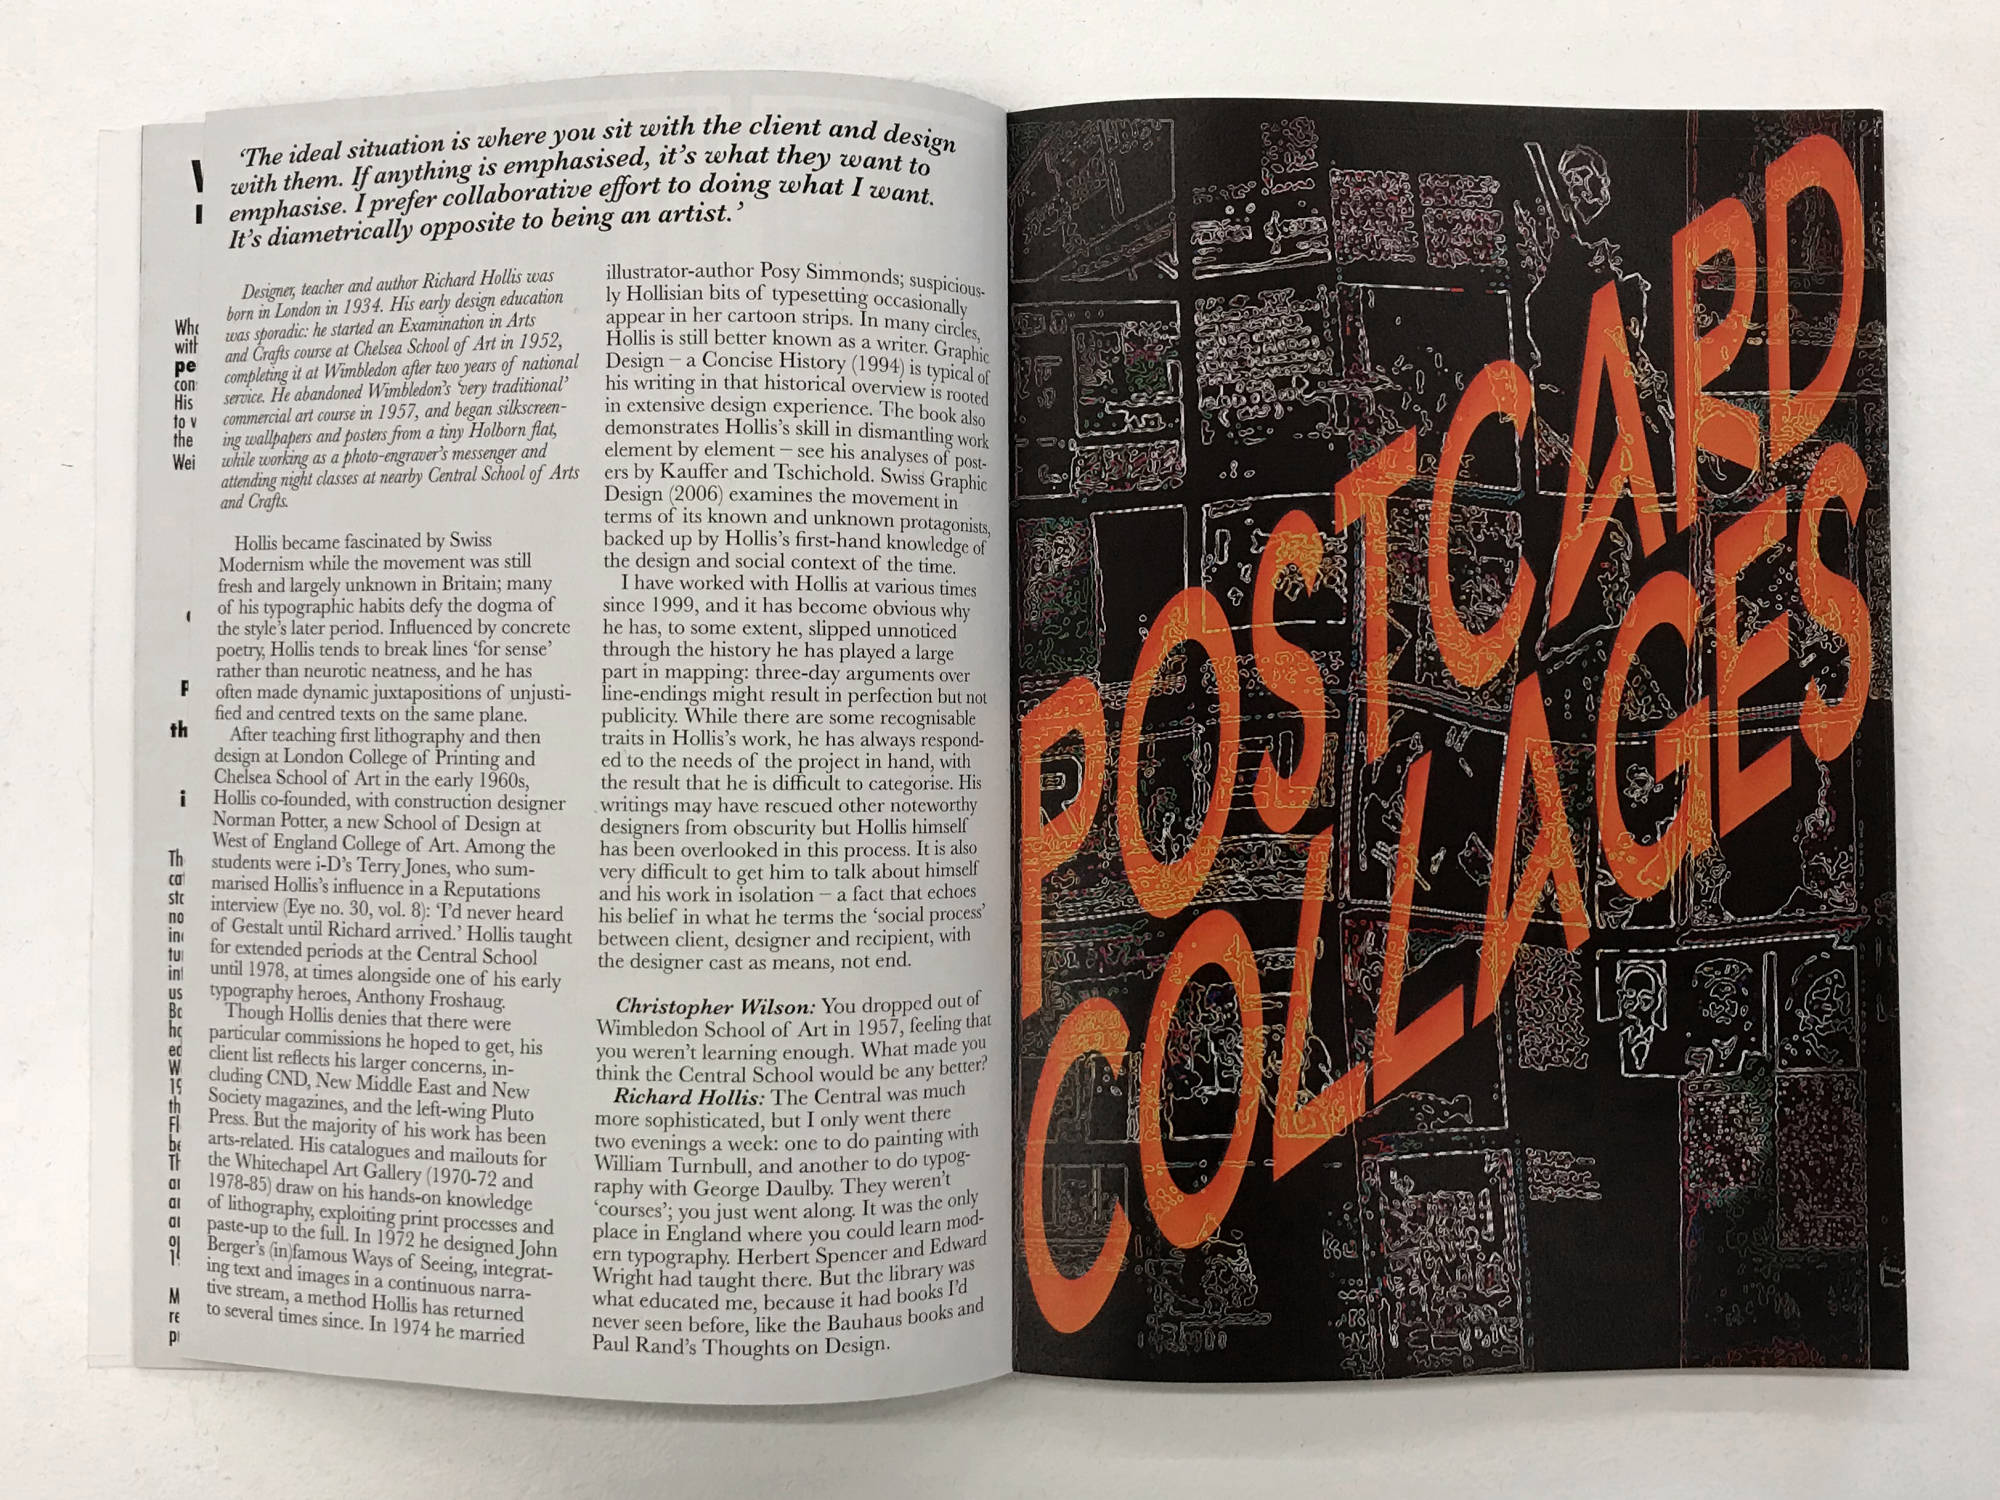 ‘The ideal situation is where you sit with the client and design
with them. If anything is emphasised, it’s what they want to
emphasise. I prefer collaborative effort to doing what I want.
It’s diametrically opposite to being an artist.’
Designer, teacher and author Richard Hollis was
born in London in 1934. His early design education
was sporadic: he started an Examination in Arts
and Crafts course at Chelsea School of Art in 1952,
completing it at Wimbledon after two years of national
service. He abandoned Wimbledon’s ‘very traditional’
commercial art course in 1957, and began silkscreen-
ing wallpapers and posters from a tiny Holborn flat,
while working as a photo-engraver’s messenger and
attending night classes at nearby Central School of Arts
and Crafts.
Hollis became fascinated by Swiss
Modernism while the movement was still
fresh and largely unknown in Britain; many
of his typographic habits defy the dogma of
the style’s later period. Influenced by concrete
poetry, Hollis tends to break lines ‘for sense’
rather than neurotic neatness, and he has
often made dynamic juxtapositions of unjusti-
fied and centred texts on the same plane.
After teaching first lithography and then
design at London College of Printing and
Chelsea School of Art in the early 1960s,
Hollis co-founded, with construction designer
Norman Potter, a new School of Design at
West of England College of Art. Among the
students were i-D’s Terry Jones, who sum-
marised Hollis’s influence in a Reputations
interview (Eye no. 30, vol. 8): ‘I’d never heard
of Gestalt until Richard arrived.’ Hollis taught
for extended periods at the Central School
until 1978, at times alongside one of his early
typography heroes, Anthony Froshaug.
Though Hollis denies that there were
particular commissions he hoped to get, his
client list reflects his larger concerns, in-
cluding CND, New Middle East and New
Society magazines, and the left-wing Pluto
Press. But the majority of his work has been
arts-related. His catalogues and mailouts for
the Whitechapel Art Gallery (1970-72 and
1978-85) draw on his hands-on knowledge
of lithography, exploiting print processes and
paste-up to the full. In 1972 he designed John
Berger’s (in)famous Ways of Seeing, integrat-
ing text and images in a continuous narra-
tive stream, a method Hollis has returned
to several times since. In 1974 he married
illustrator-author Posy Simmonds; suspicious-
ly Hollisian bits of typesetting occasionally
appear in her cartoon strips. In many circles,
Hollis is still better known as a writer. Graphic
Design – a Concise History (1994) is typical of
his writing in that historical overview is rooted
in extensive design experience. The book also
demonstrates Hollis’s skill in dismantling work
element by element – see his analyses of post-
ers by Kauffer and Tschichold. Swiss Graphic
Design (2006) examines the movement in
terms of its known and unknown protagonists,
backed up by Hollis’s first-hand knowledge of
the design and social context of the time.
I have worked with Hollis at various times
since 1999, and it has become obvious why
he has, to some extent, slipped unnoticed
through the history he has played a large
part in mapping: three-day arguments over
line-endings might result in perfection but not
publicity. While there are some recognisable
traits in Hollis’s work, he has always respond-
ed to the needs of the project in hand, with
the result that he is difficult to categorise. His
writings may have rescued other noteworthy
designers from obscurity but Hollis himself
has been overlooked in this process. It is also
very difficult to get him to talk about himself
and his work in isolation – a fact that echoes
his belief in what he terms the ‘social process’
between client, designer and recipient, with
the designer cast as means, not end.
Christopher Wilson: You dropped out of
Wimbledon School of Art in 1957, feeling that
you weren’t learning enough. What made you
think the Central School would be any better?
Richard Hollis: The Central was much
more sophisticated, but I only went there
two evenings a week: one to do painting with
William Turnbull, and another to do typog-
raphy with George Daulby. They weren’t
‘courses’; you just went along. It was the only
place in England where you could learn mod-
ern typography. Herbert Spencer and Edward
Wright had taught there. But the library was
what educated me, because it had books I’d
never seen before, like the Bauhaus books and
Paul Rand’s Thoughts on Design.
POSTCARD
COLLAGES